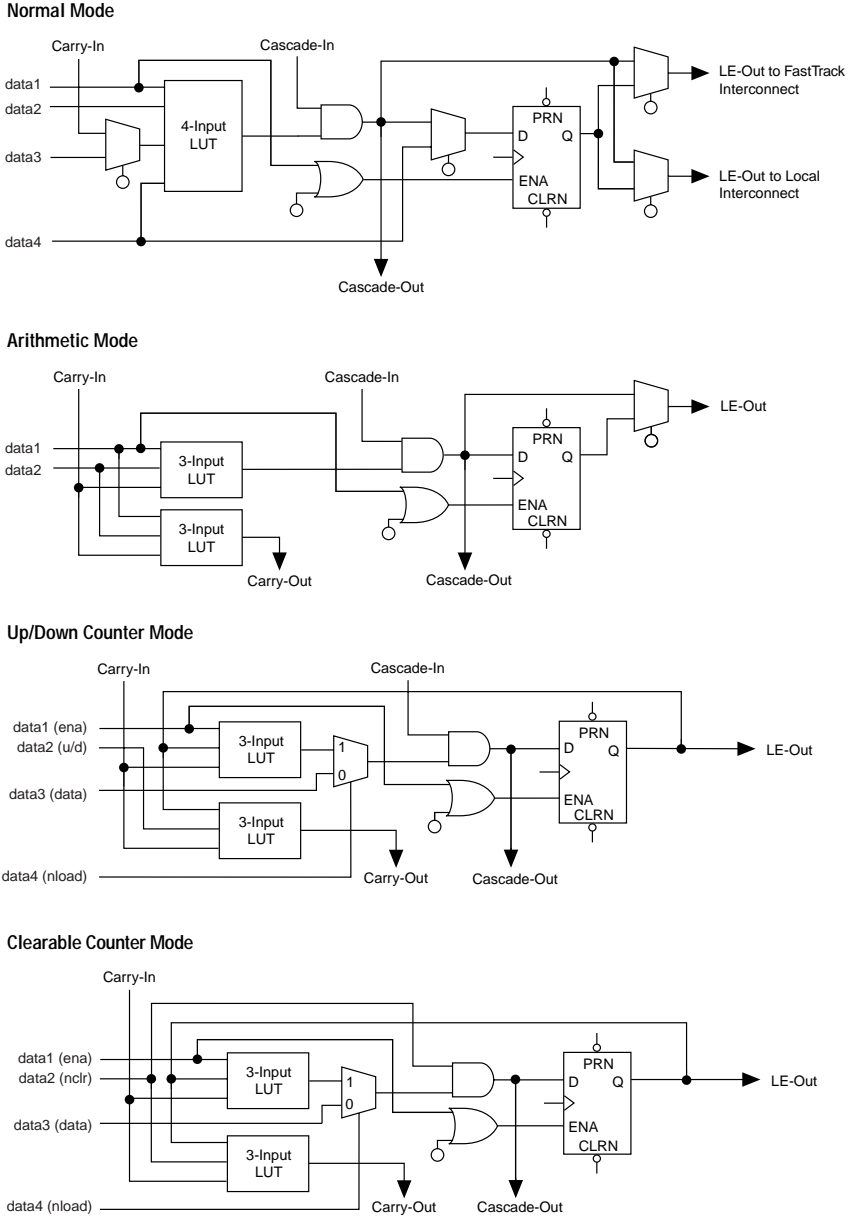 Normal Mode
Carry-In
Cascade-In
data1
data2
4-Input
LUT
data3
data4
PRN
D
Q
ENA
CLRN
LE-Out to FastTrack
Interconnect
LE-Out to Local
Interconnect
Cascade-Out
Arithmetic Mode
Carry-In
Cascade-In
data1
data2
3-Input
LUT
3-Input
LUT
PRN
D
Q
ENA
CLRN
LE-Out
Carry-Out
Cascade-Out
Up/Down Counter Mode
Carry-In
Cascade-In
data1 (ena)
data2 (u/d)
3-Input
LUT
1
0
data3 (data)
3-Input
LUT
PRN
D
Q
ENA
CLRN
LE-Out
data4 (nload)
Carry-Out
Cascade-Out
Clearable Counter Mode
Carry-In
data1 (ena)
data2 (nclr)
3-Input
LUT
1
0
data3 (data)
3-Input
LUT
PRN
D
Q
ENA
CLRN
LE-Out
data4 (nload)
Carry-Out
Cascade-Out